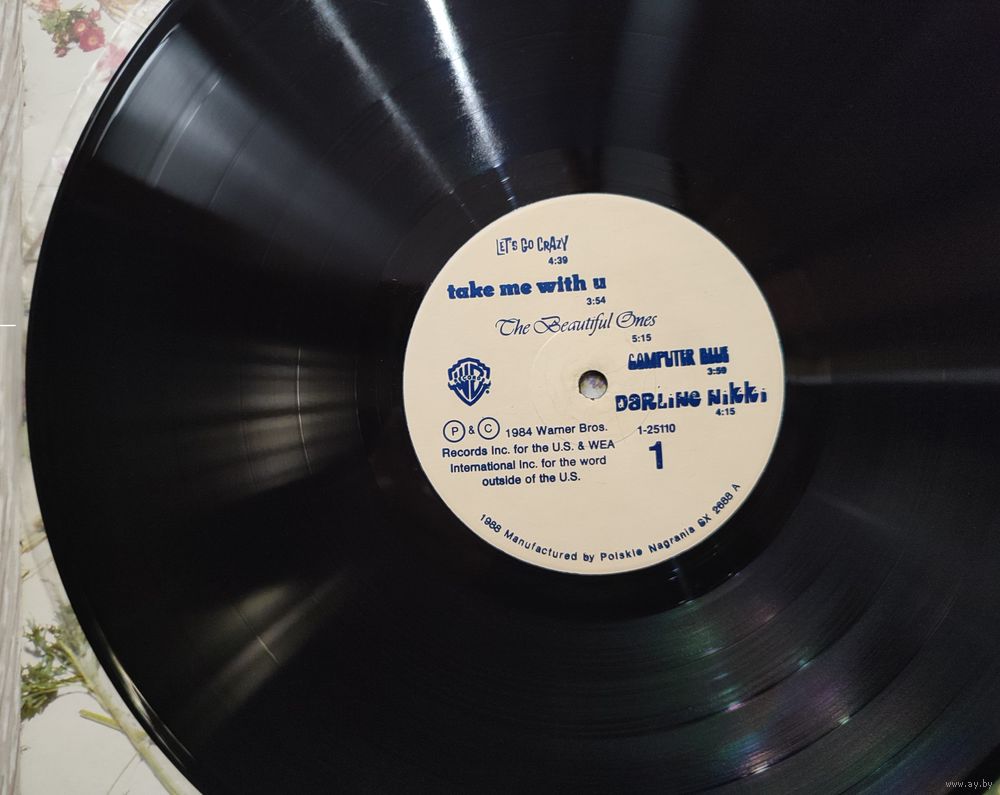 LET'S GO CRAZY
4:39
take me with u
3:54
The Beautiful Ones
5:15
COMPUTER BLUE
3:59
DARLING NIKKI
4:15
RECORDS
P & C 1984 Warner Bros.
Records Inc. for the U.S. & WEA
International Inc. for the word
outside of the U.S.
1-25110
1
1988 Manufactured by Polskie Nagrania SX 2688 A
www.ay.by